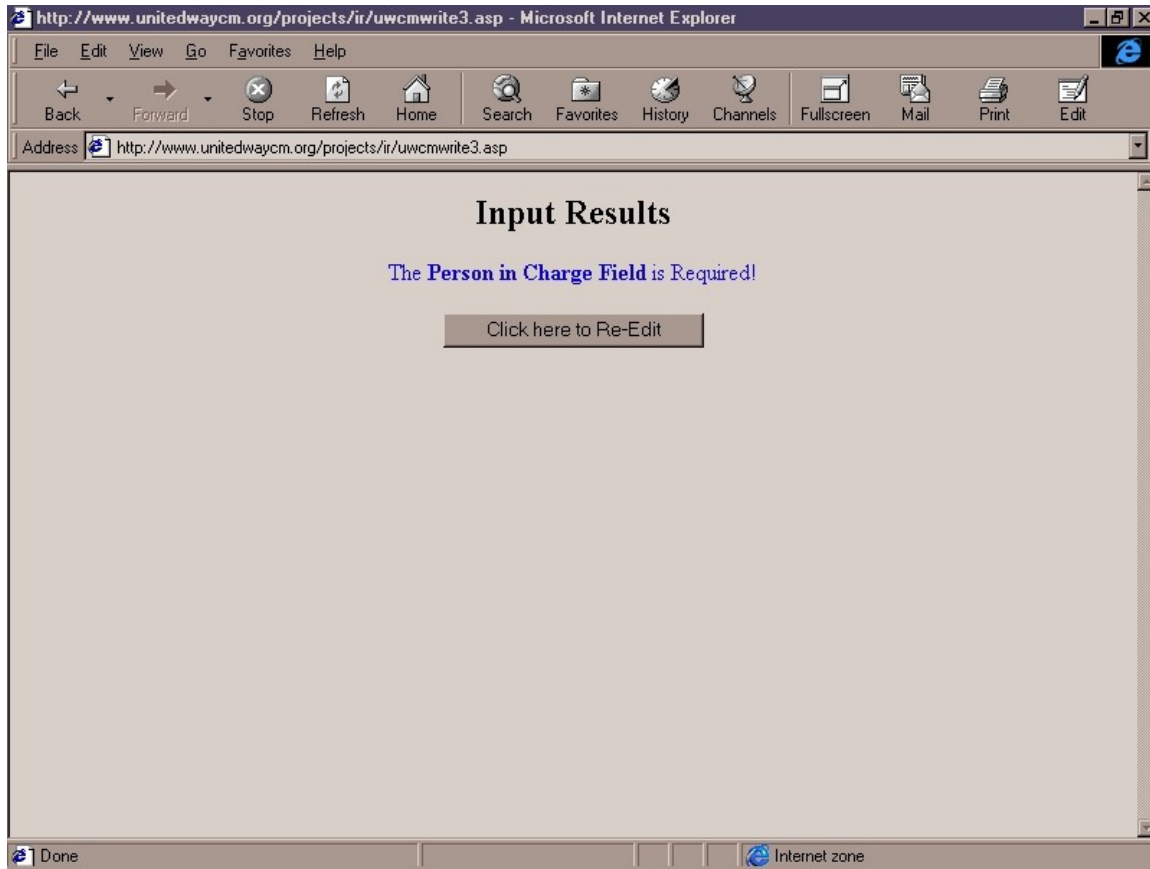 http://www.unitedwaycm.org/projects/ir/uwcmwrite3.asp - Microsoft Internet Explorer
File Edit View Go Favorites Help
Back Forward Stop Refresh Home Search Favorites History Channels Fullscreen Mail Print Edit
Address http://www.unitedwaycm.org/projects/ir/uwcmwrite3.asp
Input Results
The Person in Charge Field is Required!
Click here to Re-Edit
Done Internet zone